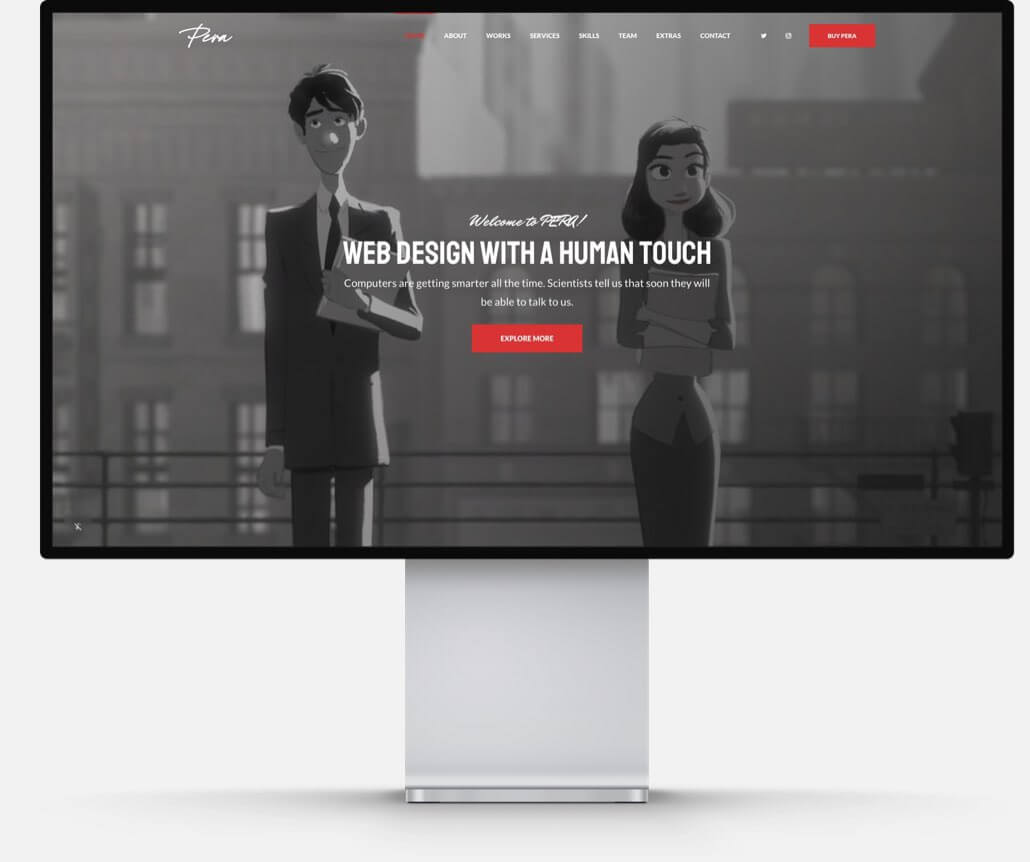 Pera
HOME ABOUT WORKS SERVICES SKILLS TEAM EXTRAS CONTACT BUY PERA
Welcome to PERA!
WEB DESIGN WITH A HUMAN TOUCH
Computers are getting smarter all the time. Scientists tell us that soon they will
be able to talk to us.
EXPLORE MORE